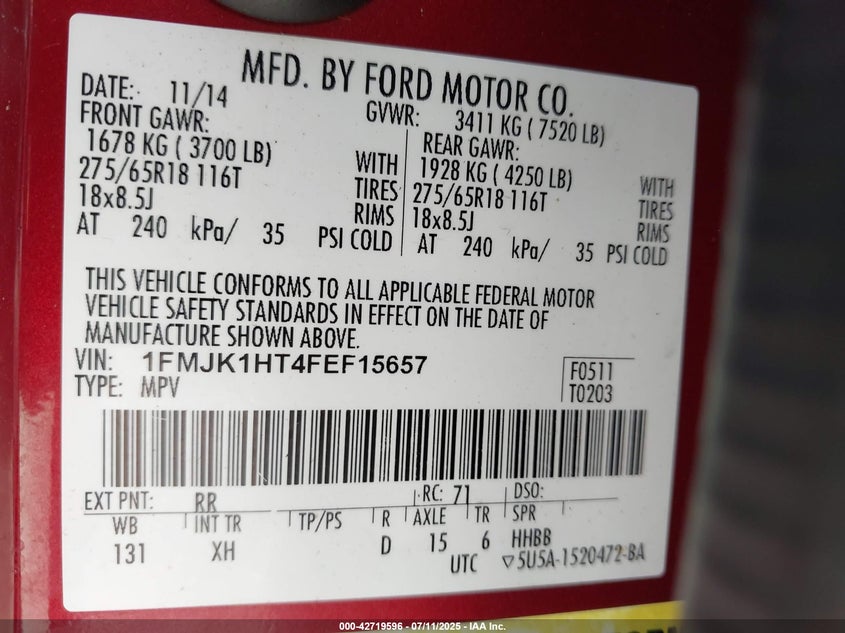 MFD. BY FORD MOTOR CO.
DATE: 11/14 GVWR: 3411 KG ( 7520 LB)
FRONT GAWR: REAR GAWR:
1678 KG ( 3700 LB) WITH 1928 KG ( 4250 LB) WITH
275/65R18 116T TIRES 275/65R18 116T TIRES
18x8.5J RIMS 18x8.5J RIMS
AT 240 kPa/ 35 PSI COLD AT 240 kPa/ 35 PSI COLD
THIS VEHICLE CONFORMS TO ALL APPLICABLE FEDERAL MOTOR
VEHICLE SAFETY STANDARDS IN EFFECT ON THE DATE OF
MANUFACTURE SHOWN ABOVE.
VIN: 1FMJK1HT4FEF15657 F0511
TYPE: MPV T0203
EXT PNT: RR RC: 71 DSO:
WB INT TR TP/PS R AXLE TR SPR
131 XH D 15 6 HHBB
UTC ▽5U5A-1520472-BA
000-42719596 - 07/11/2025 - IAA Inc.